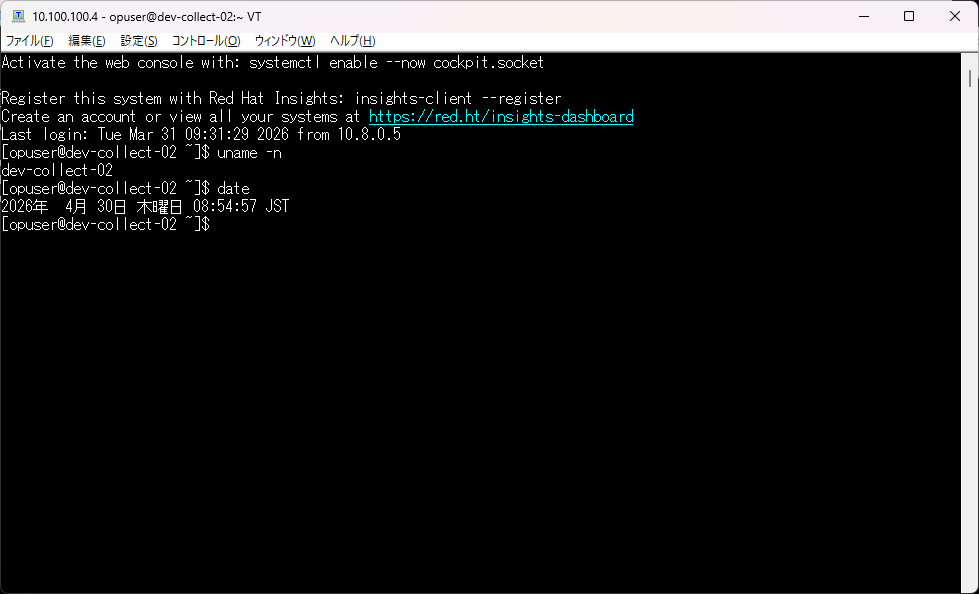 10.100.100.4 - opuser@dev-collect-02:~ VT
ファイル(F) 編集(E) 設定(S) コントロール(O) ウィンドウ(W) ヘルプ(H)
Activate the web console with: systemctl enable --now cockpit.socket
Register this system with Red Hat Insights: insights-client --register
Create an account or view all your systems at https://red.ht/insights-dashboard
Last login: Tue Mar 31 09:31:29 2026 from 10.8.0.5
[opuser@dev-collect-02 ~]$ uname -n
dev-collect-02
[opuser@dev-collect-02 ~]$ date
2026年  4月 30日 木曜日 08:54:57 JST
[opuser@dev-collect-02 ~]$